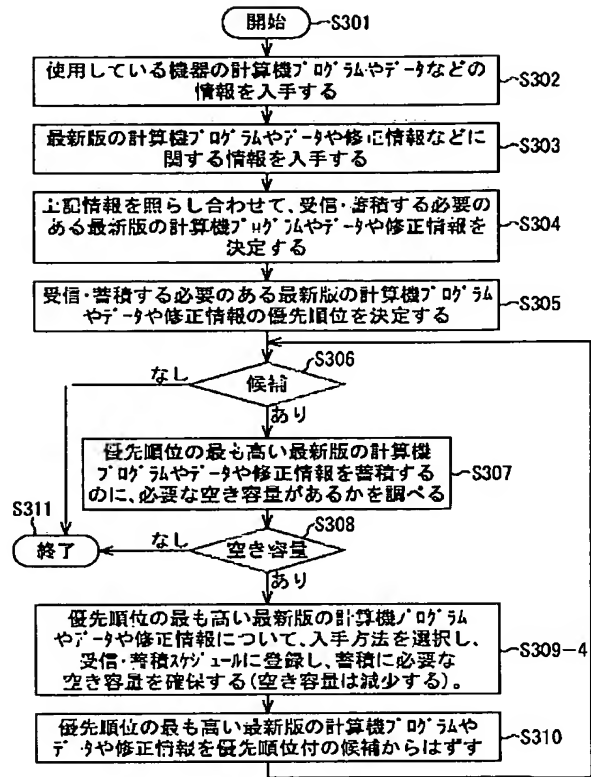 開始
S301
使用している機器の計算機プログラムやデータなどの
情報を入手する
S302
最新版の計算機プログラムやデータや修正情報などに
関する情報を入手する
S303
上記情報を照らし合わせて、受信・蓄積する必要の
ある最新版の計算機プログラムやデータや修正情報を
決定する
S304
受信・蓄積する必要のある最新版の計算機プログラム
やデータや修正情報の優先順位を決定する
S305
S306
なし
候補
あり
優先順位の最も高い最新版の計算機
プログラムやデータや修正情報を蓄積する
のに、必要な空き容量があるかを調べる
S307
S311
S308
終了
なし
空き容量
あり
優先順位の最も高い最新版の計算機プログラム
やデータや修正情報について、入手方法を選択し、
受信・蓄積スケジュールに登録し、蓄積に必要な
空き容量を確保する(空き容量は減少する)。
S309-4
優先順位の最も高い最新版の計算機プログラムや
データや修正情報を優先順位付の候補からはずす
S310